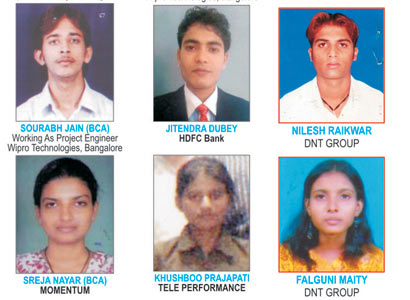 SOURABH JAIN (BCA)
Working As Project Engineer
Wipro Technologies, Bangalore
JITENDRA DUBEY
HDFC Bank
NILESH RAIKWAR
DNT GROUP
SREJA NAYAR (BCA)
MOMENTUM
KHUSHBOO PRAJAPATI
TELE PERFORMANCE
FALGUNI MAITY
DNT GROUP